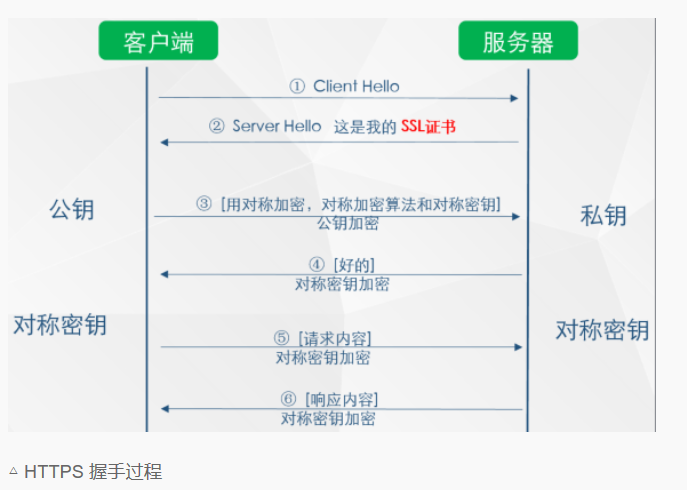 客户端 服务器
① Client Hello
② Server Hello 这是我的 SSL证书
③ [用对称加密，对称加密算法和对称密钥]
公钥 公钥加密 私钥
④ [好的]
对称密钥加密
对称密钥 对称密钥
⑤ [请求内容]
对称密钥加密
⑥ [响应内容]
对称密钥加密
△ HTTPS 握手过程